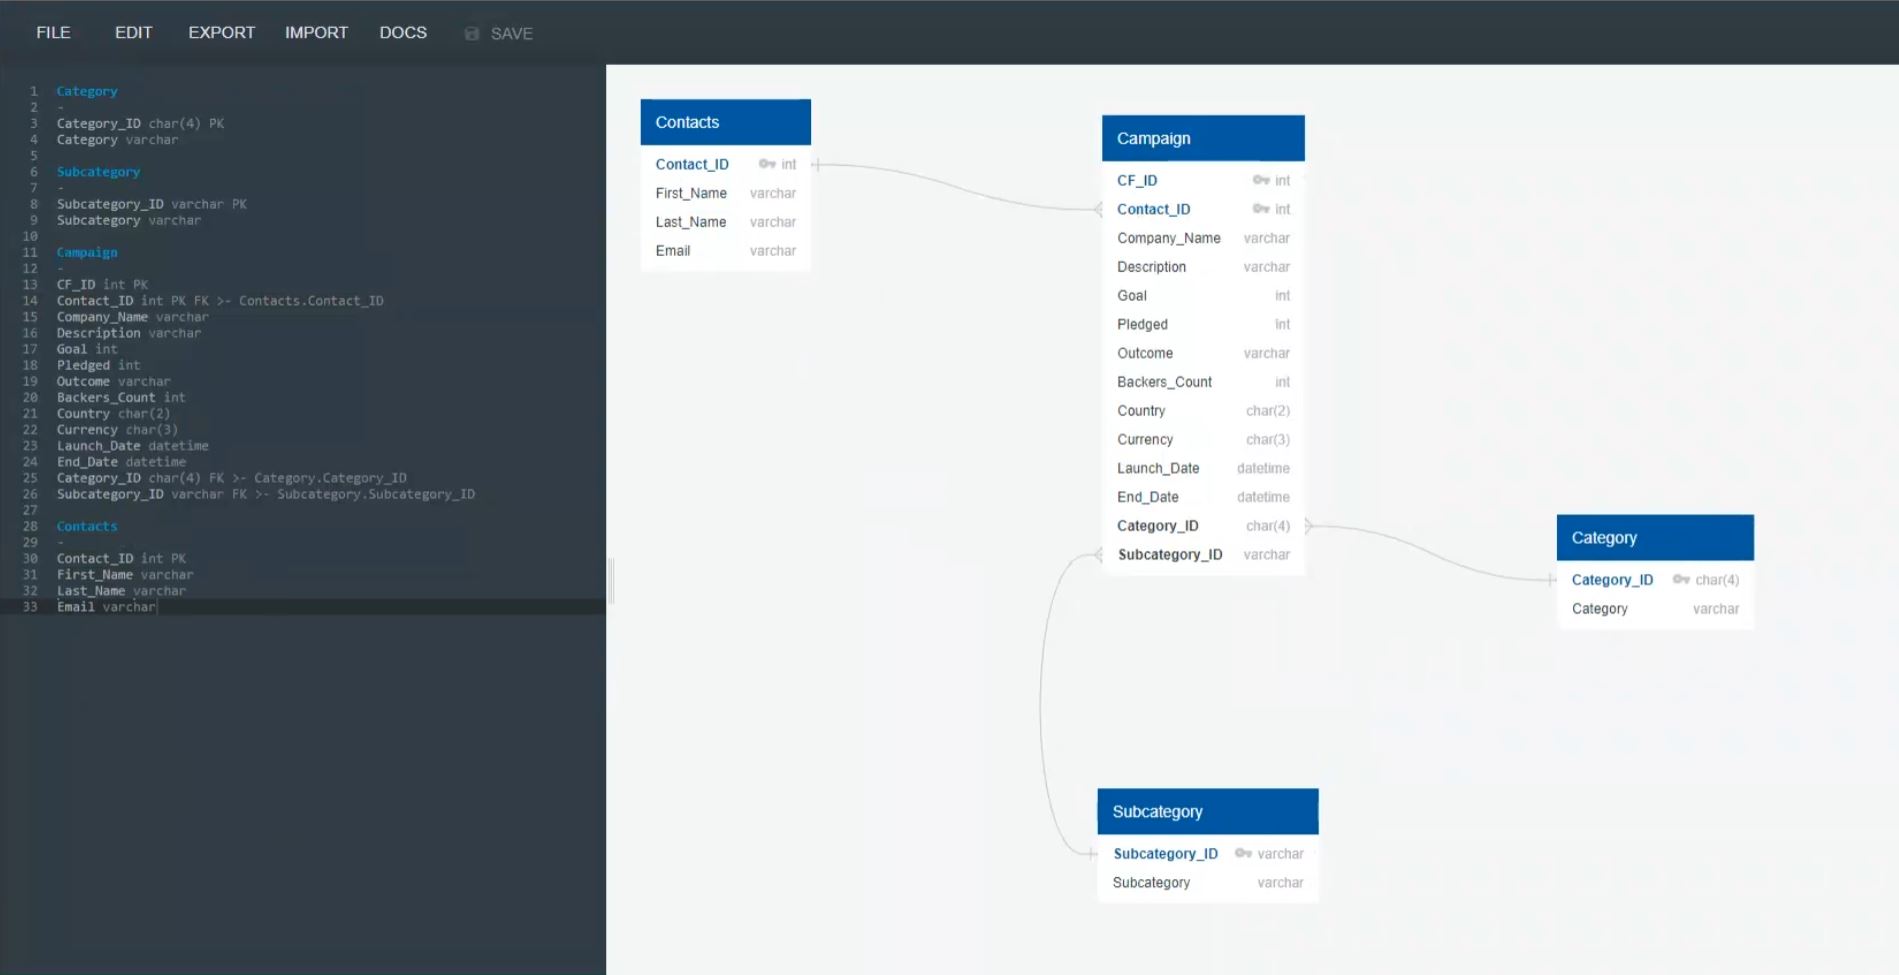 FILE EDIT EXPORT IMPORT DOCS SAVE
1 Category
2 -
3 Category_ID char(4) PK
4 Category varchar
5
6 Subcategory
7 -
8 Subcategory_ID varchar PK
9 Subcategory varchar
10
11 Campaign
12 -
13 CF_ID int PK
14 Contact_ID int PK FK >- Contacts.Contact_ID
15 Company_Name varchar
16 Description varchar
17 Goal int
18 Pledged int
19 Outcome varchar
20 Backers_Count int
21 Country char(2)
22 Currency char(3)
23 Launch_Date datetime
24 End_Date datetime
25 Category_ID char(4) FK >- Category.Category_ID
26 Subcategory_ID varchar FK >- Subcategory.Subcategory_ID
27
28 Contacts
29 -
30 Contact_ID int PK
31 First_Name varchar
32 Last_Name varchar
33 Email varchar
Contacts
Contact_ID int
First_Name varchar
Last_Name varchar
Email varchar
Campaign
CF_ID int
Contact_ID int
Company_Name varchar
Description varchar
Goal int
Pledged int
Outcome varchar
Backers_Count int
Country char(2)
Currency char(3)
Launch_Date datetime
End_Date datetime
Category_ID char(4)
Subcategory_ID varchar
Category
Category_ID char(4)
Category varchar
Subcategory
Subcategory_ID varchar
Subcategory varchar